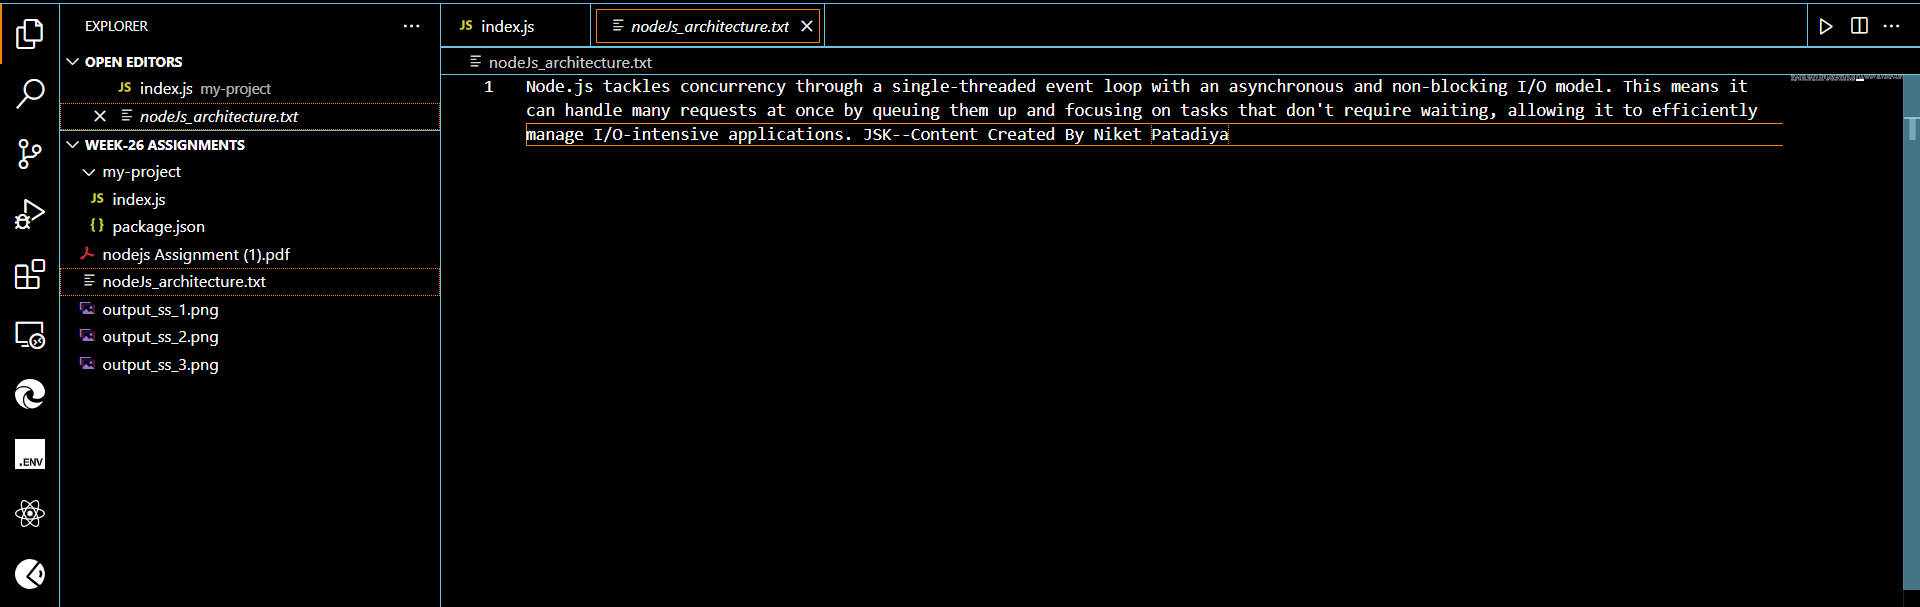 EXPLORER
OPEN EDITORS
JS index.js my-project
nodeJs_architecture.txt
WEEK-26 ASSIGNMENTS
my-project
JS index.js
{} package.json
nodejs Assignment (1).pdf
nodeJs_architecture.txt
output_ss_1.png
output_ss_2.png
output_ss_3.png
.ENV
JS index.js
nodeJs_architecture.txt
nodeJs_architecture.txt
1 Node.js tackles concurrency through a single-threaded event loop with an asynchronous and non-blocking I/O model. This means it
can handle many requests at once by queuing them up and focusing on tasks that don't require waiting, allowing it to efficiently
manage I/O-intensive applications. JSK--Content Created By Niket Patadiya